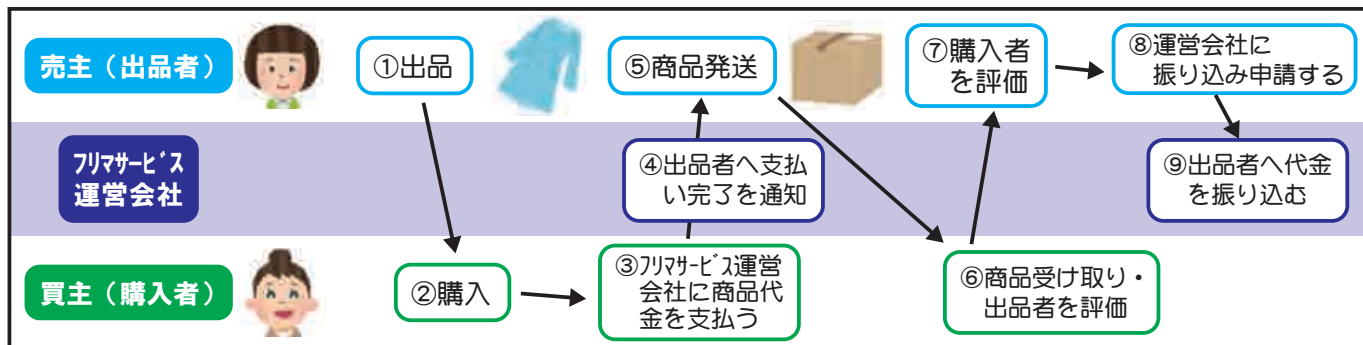 売主（出品者）
①出品
⑤商品発送
⑦購入者
を評価
⑧運営会社に
振り込み申請する
ﾌﾘﾏｻｰﾋﾞｽ
運営会社
④出品者へ支払
い完了を通知
⑨出品者へ代金
を振り込む
買主（購入者）
②購入
③ﾌﾘﾏｻｰﾋﾞｽ運営
会社に商品代
金を支払う
⑥商品受け取り・
出品者を評価